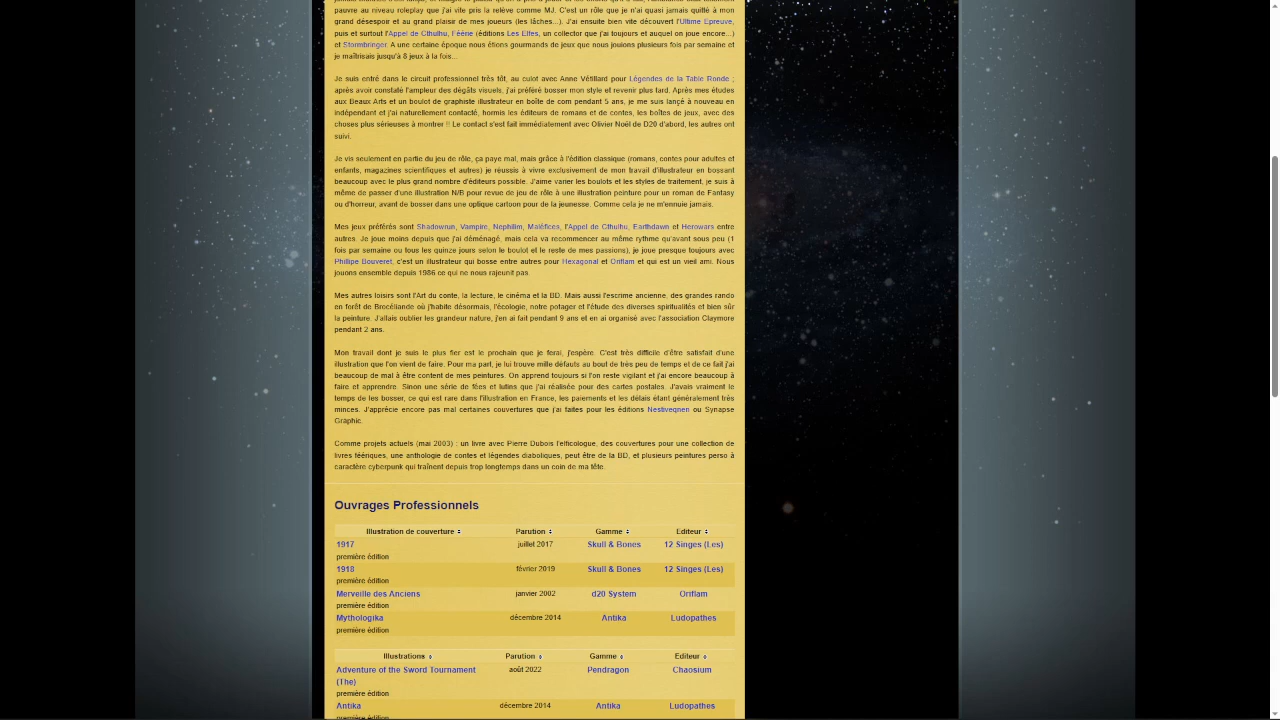 pauvre au niveau roleplay que j'ai vite pris la relève comme MJ. C'est un rôle que je n'ai quasi jamais quitté à mon
grand désespoir et au grand plaisir de mes joueurs (les lâches...). J'ai ensuite bien vite découvert l'Ultime Epreuve,
puis et surtout l'Appel de Cthulhu, Féérie (éditions Les Elfes, un collector que j'ai toujours et auquel on joue encore...)
et Stormbringer. A une certaine époque nous étions gourmands de jeux que nous jouions plusieurs fois par semaine et
je maîtrisais jusqu'à 8 jeux à la fois...
Je suis entré dans le circuit professionnel très tôt, au culot avec Anne Vétillard pour Légendes de la Table Ronde ;
après avoir constaté l'ampleur des dégâts visuels, j'ai préféré bosser mon style et revenir plus tard. Après mes études
aux Beaux Arts et un boulot de graphiste illustrateur en boîte de com pendant 5 ans, je me suis lançé à nouveau en
indépendant et j'ai naturellement contacté, hormis les éditeurs de romans et de contes, les boîtes de jeux, avec des
choses plus sérieuses à montrer !! Le contact s'est fait immédiatement avec Olivier Noël de D20 d'abord, les autres ont
suivi.
Je vis seulement en partie du jeu de rôle, ça paye mal, mais grâce à l'édition classique (romans, contes pour adultes et
enfants, magazines scientifiques et autres) je réussis à vivre exclusivement de mon travail d'illustrateur en bossant
beaucoup avec le plus grand nombre d'éditeurs possible. J'aime varier les boulots et les styles de traitement, je suis à
même de passer d'une illustration N/B pour revue de jeu de rôle à une illustration peinture pour un roman de Fantasy
ou d'horreur, avant de bosser dans une optique cartoon pour de la jeunesse. Comme cela je ne m'ennuie jamais.
Mes jeux préférés sont Shadowrun, Vampire, Nephilim, Maléfices, l'Appel de Cthulhu, Earthdawn et Herowars entre
autres. Je joue moins depuis que j'ai déménagé, mais cela va recommencer au même rythme qu'avant sous peu (1
fois par semaine ou tous les quinze jours selon le boulot et le reste de mes passions), je joue presque toujours avec
Phillipe Bouveret, c'est un illustrateur qui bosse entre autres pour Hexagonal et Oriflam et qui est un vieil ami. Nous
jouons ensemble depuis 1986 ce qui ne nous rajeunit pas.
Mes autres loisirs sont l'Art du conte, la lecture, le cinéma et la BD. Mais aussi l'escrime ancienne, des grandes rando
en forêt de Brocéliande où j'habite désormais, l'écologie, notre potager et l'étude des diverses spiritualités et bien sûr
la peinture. J'allais oublier les grandeur nature, j'en ai fait pendant 9 ans et en ai organisé avec l'association Claymore
pendant 2 ans.
Mon travail dont je suis le plus fier est le prochain que je ferai, j'espère. C'est très difficile d'être satisfait d'une
illustration que l'on vient de faire. Pour ma part, je lui trouve mille défauts au bout de très peu de temps et de ce fait j'ai
beaucoup de mal à être content de mes peintures. On apprend toujours si l'on reste vigilant et j'ai encore beaucoup à
faire et apprendre. Sinon une série de fées et lutins que j'ai réalisée pour des cartes postales. J'avais vraiment le
temps de les bosser, ce qui est rare dans l'illustration en France, les paiements et les délais étant généralement très
minces. J'apprécie encore pas mal certaines couvertures que j'ai faites pour les éditions Nestiveqnen ou Synapse
Graphic.
Comme projets actuels (mai 2003) : un livre avec Pierre Dubois l'elficologue, des couvertures pour une collection de
livres féériques, une anthologie de contes et légendes diaboliques, peut être de la BD, et plusieurs peintures perso à
caractère cyberpunk qui traînent depuis trop longtemps dans un coin de ma tête.
Ouvrages Professionnels
Illustration de couverture Parution Gamme Editeur
1917 juillet 2017 Skull & Bones 12 Singes (Les)
première édition
1918 février 2019 Skull & Bones 12 Singes (Les)
première édition
Merveille des Anciens janvier 2002 d20 System Oriflam
première édition
Mythologika décembre 2014 Antika Ludopathes
première édition
Illustrations Parution Gamme Editeur
Adventure of the Sword Tournament août 2022 Pendragon Chaosium
(The)
première édition
Antika décembre 2014 Antika Ludopathes
première édition